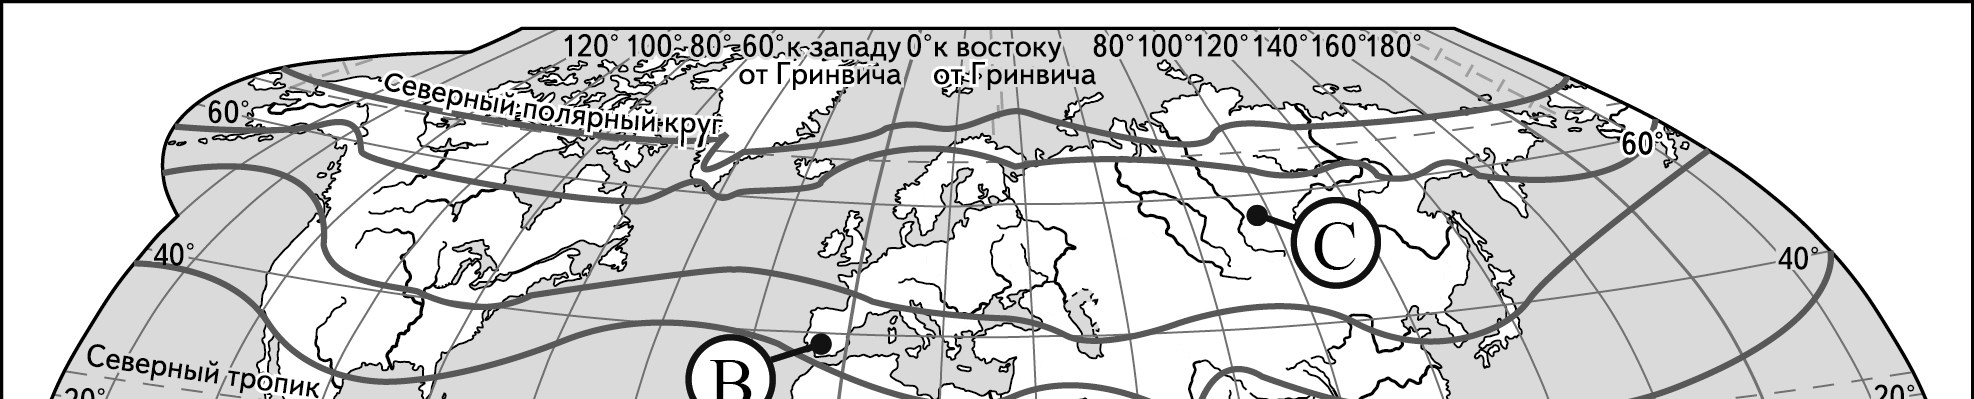 120° 100° 80° 60° к западу 0° к востоку 80° 100° 120° 140° 160° 180°
от Гринвича от Гринвича
Северный полярный круг
60°
60°
40°
40°
C
B
Северный тропик
20°
20°